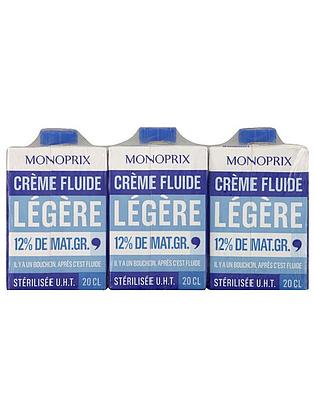 MONOPRIX
CRÈME FLUIDE
LÉGÈRE
12% DE MAT.GR.
IL Y A UN BOUCHON, APRÈS C'EST FLUIDE
STÉRILISÉE U.H.T. 20 CL
MONOPRIX
CRÈME FLUIDE
LÉGÈRE
12% DE MAT.GR.
IL Y A UN BOUCHON, APRÈS C'EST FLUIDE
STÉRILISÉE U.H.T. 20 CL
MONOPRIX
CRÈME FLUIDE
LÉGÈRE
12% DE MAT.GR.
IL Y A UN BOUCHON, APRÈS C'EST FLUIDE
STÉRILISÉE U.H.T. 20 CL